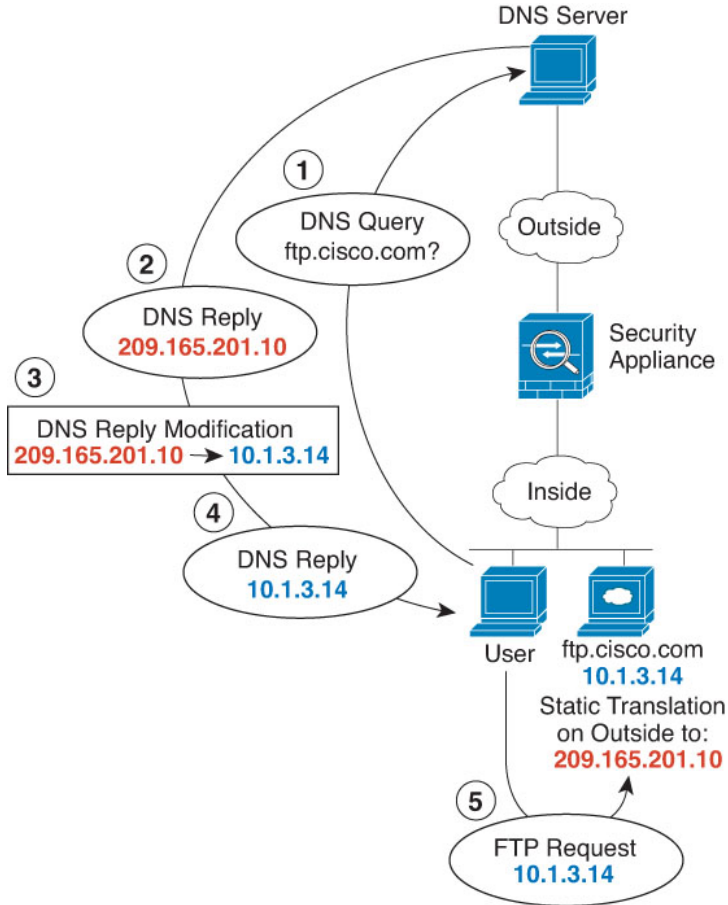 DNS Server
1
DNS Query
ftp.cisco.com?
Outside
2
DNS Reply
209.165.201.10
Security
Appliance
3
DNS Reply Modification
209.165.201.10 → 10.1.3.14
Inside
4
DNS Reply
10.1.3.14
User
ftp.cisco.com
10.1.3.14
Static Translation
on Outside to:
209.165.201.10
5
FTP Request
10.1.3.14